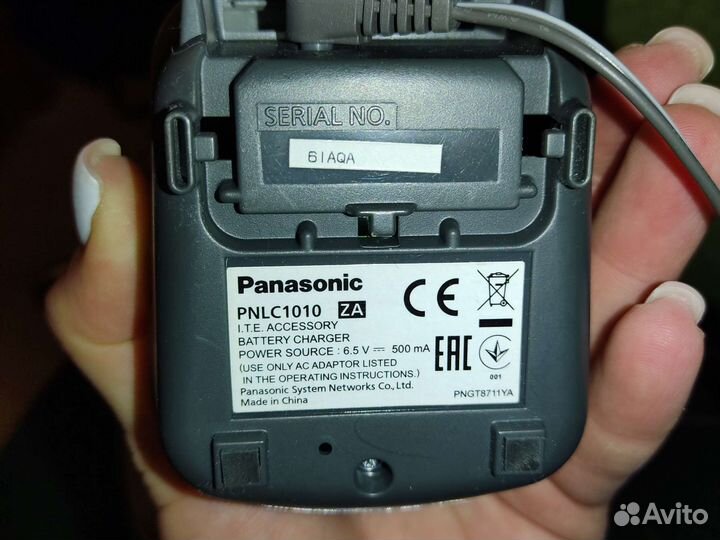 SERIAL NO.
6IAQA
Panasonic
PNLC1010 ZA
I.T.E. ACCESSORY
BATTERY CHARGER
POWER SOURCE : 6.5 V ⎓ 500 mA
(USE ONLY AC ADAPTOR LISTED
IN THE OPERATING INSTRUCTIONS.)
Panasonic System Networks Co., Ltd.
Made in China
CE
EAC
001
PNGT8711YA
Avito